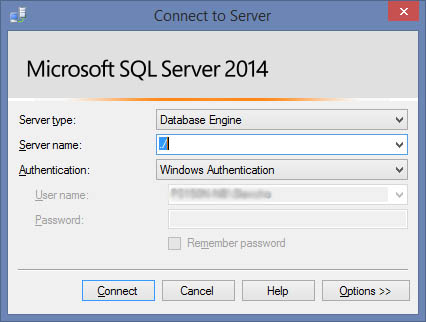 Connect to Server
Microsoft SQL Server 2014
Server type: Database Engine
Server name: /
Authentication: Windows Authentication
User name:
Password:
Remember password
Connect Cancel Help Options >>